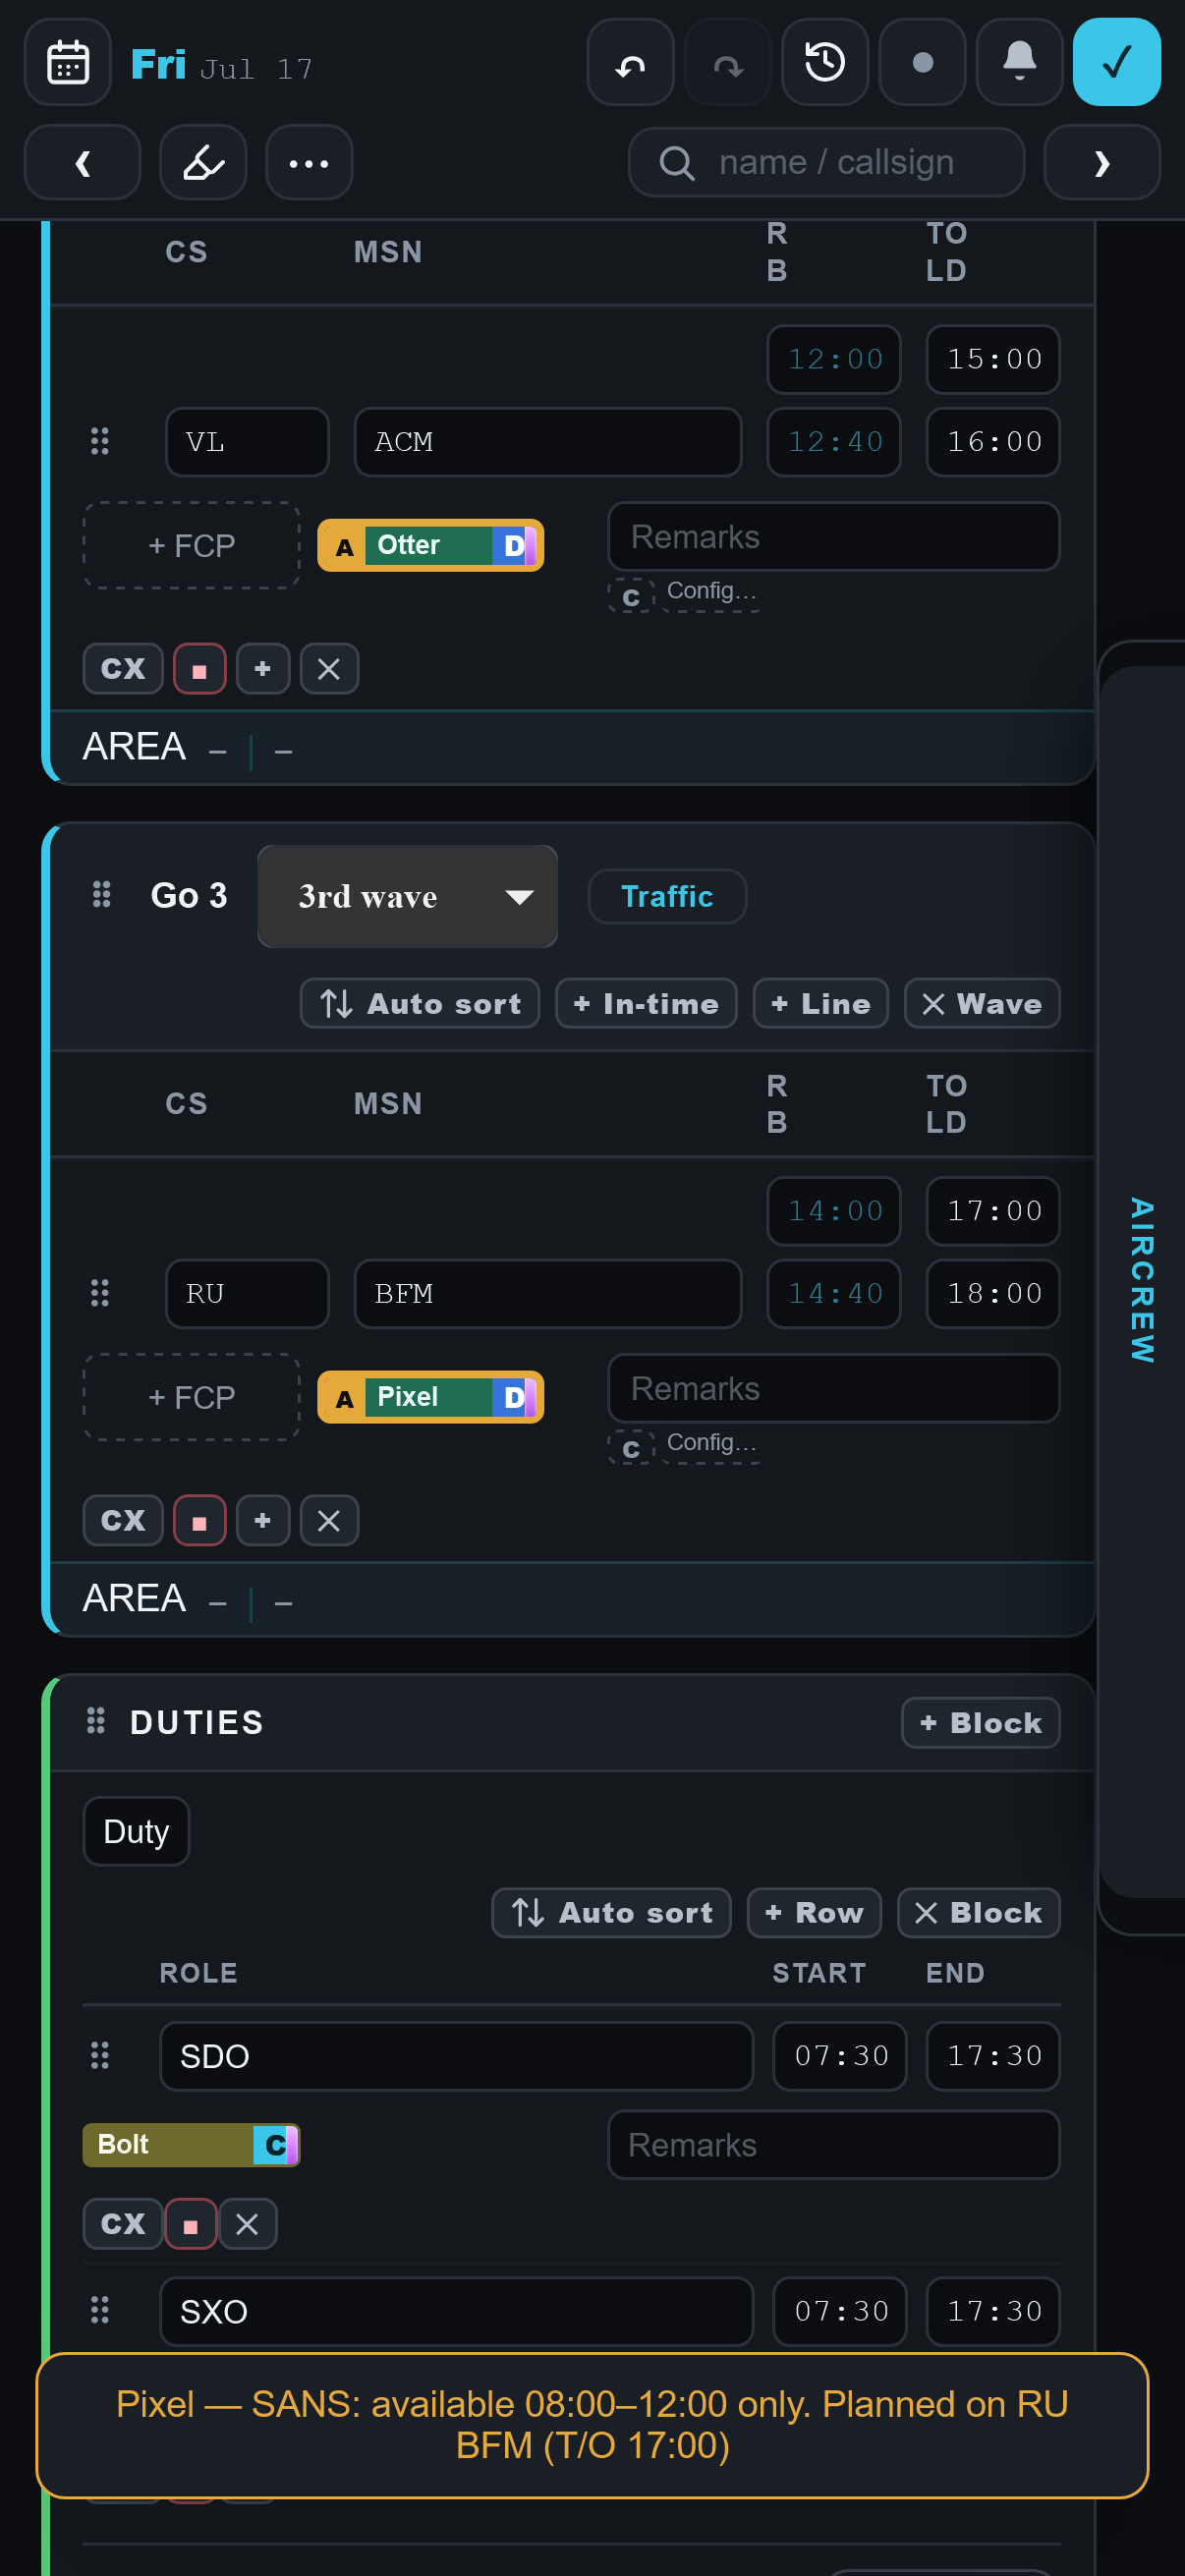 Fri Jul 17
name / callsign
CS MSN R TO
B LD
12:00 15:00
VL ACM 12:40 16:00
+ FCP A Otter D Remarks
C Config...
CX + ×
AREA – | –
Go 3 3rd wave Traffic
Auto sort + In-time + Line × Wave
CS MSN R TO
B LD
14:00 17:00
RU BFM 14:40 18:00
+ FCP A Pixel D Remarks
C Config...
CX + ×
AREA – | –
AIRCREW
DUTIES + Block
Duty
Auto sort + Row × Block
ROLE START END
SDO 07:30 17:30
Bolt C Remarks
CX ×
SXO 07:30 17:30
Pixel — SANS: available 08:00–12:00 only. Planned on RU
BFM (T/O 17:00)